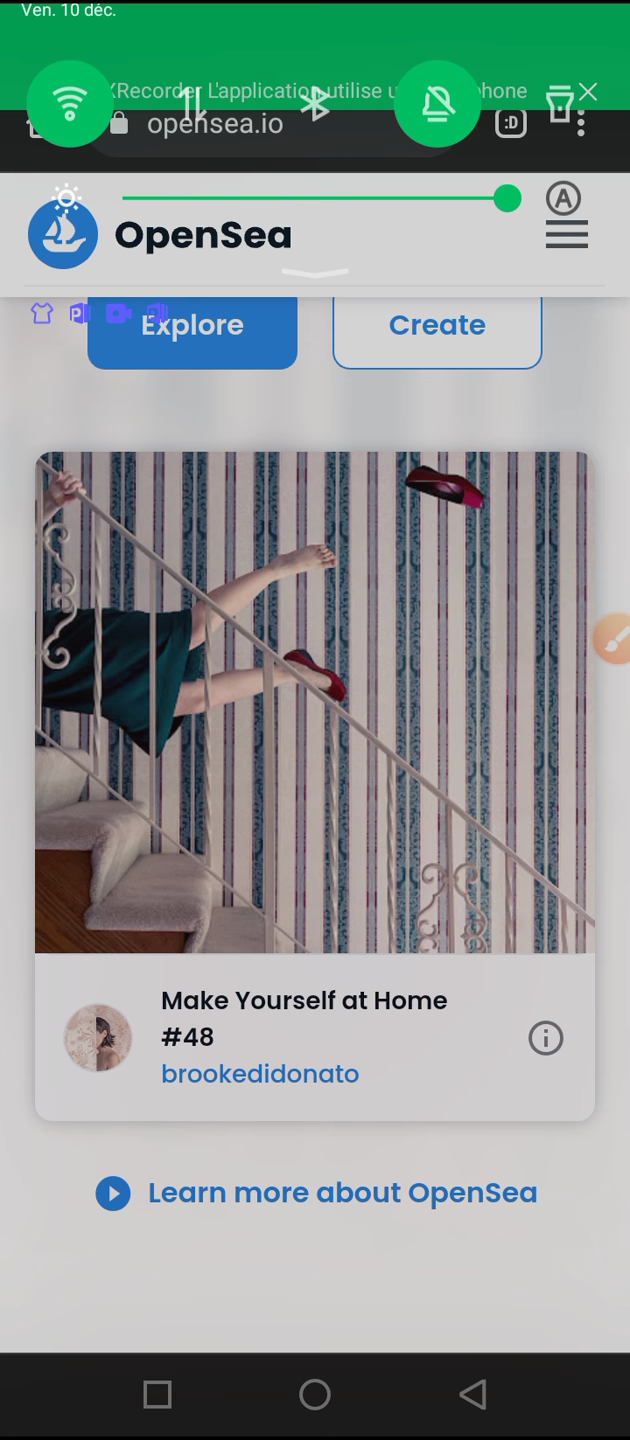 Ven. 10 déc.
XRecorder L'application utilise u phone
opensea.io
:D
A
OpenSea
Explore
Create
Make Yourself at Home
#48
brookedidonato
Learn more about OpenSea